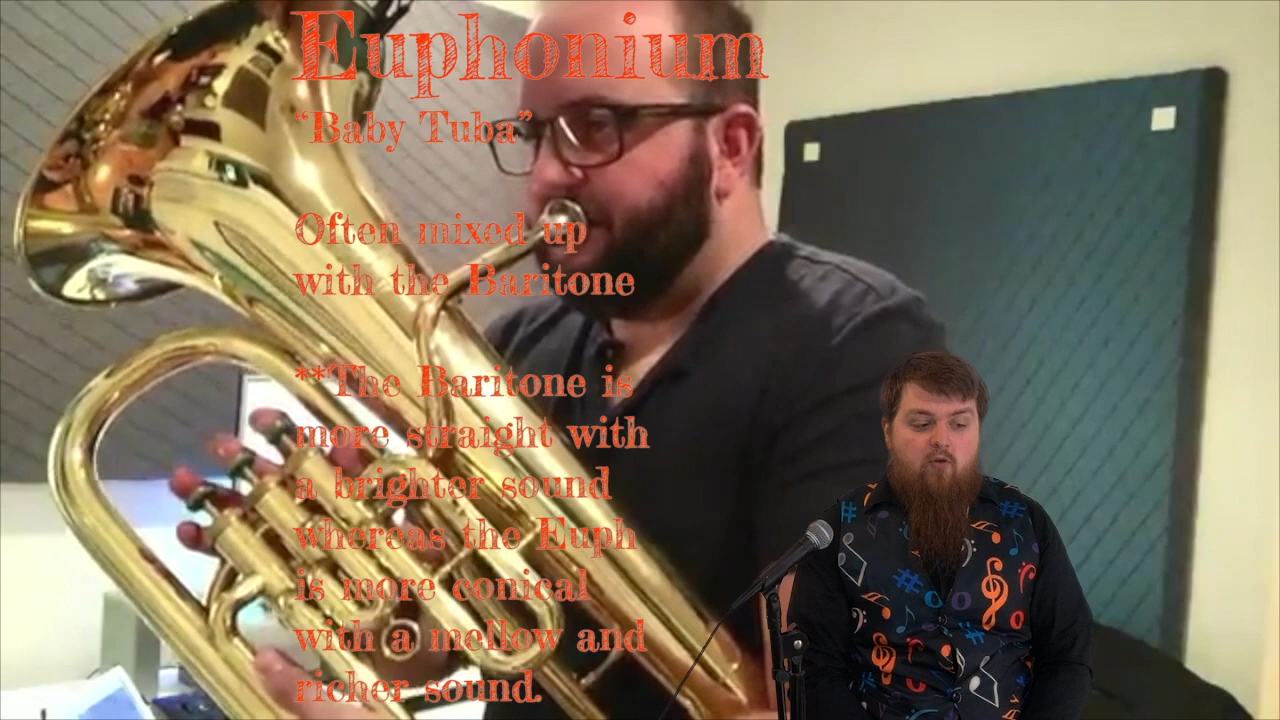 Euphonium
“Baby Tuba”
Often mixed up
with the Baritone
**The Baritone is
more straight with
a brighter sound
whereas the Euph
is more conical
with a mellow and
richer sound.